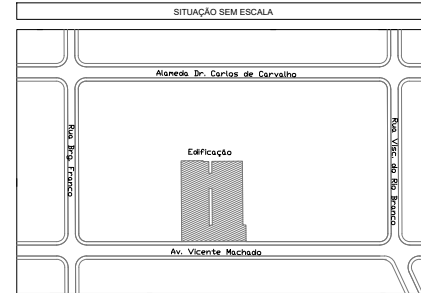 SITUAÇÃO SEM ESCALA
Alameda Dr. Carlos de Carvalho
Rua Brg. Franco
Rua Visc. do Rio Branco
Edificação
Av. Vicente Machado